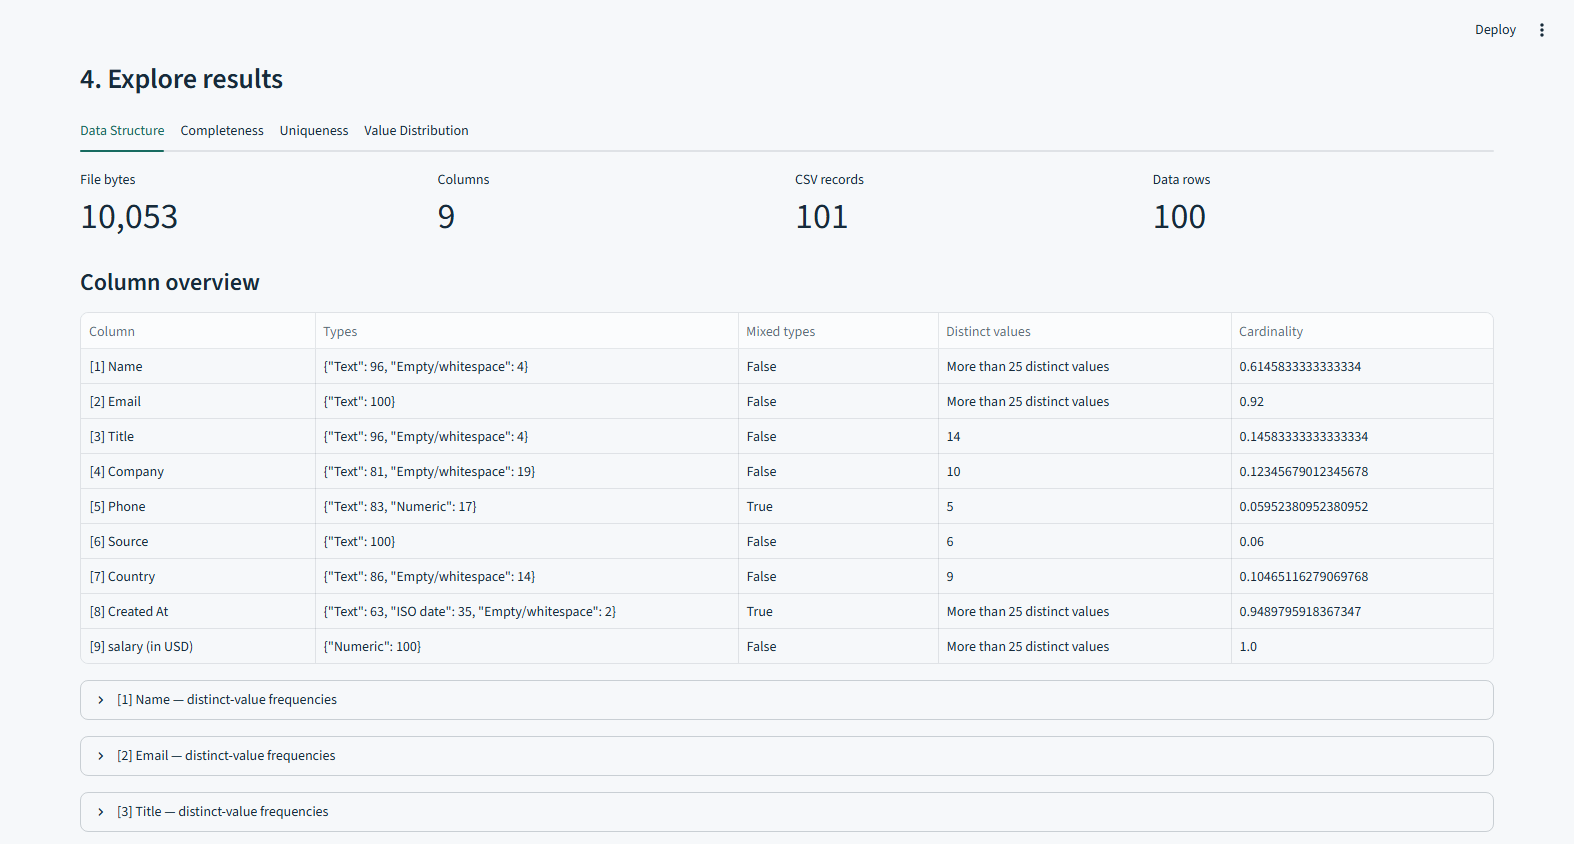 Deploy
4. Explore results
Data Structure Completeness Uniqueness Value Distribution
File bytes Columns CSV records Data rows
10,053 9 101 100
Column overview
Column Types Mixed types Distinct values Cardinality
[1] Name {"Text": 96, "Empty/whitespace": 4} False More than 25 distinct values 0.6145833333333334
[2] Email {"Text": 100} False More than 25 distinct values 0.92
[3] Title {"Text": 96, "Empty/whitespace": 4} False 14 0.14583333333333334
[4] Company {"Text": 81, "Empty/whitespace": 19} False 10 0.12345679012345678
[5] Phone {"Text": 83, "Numeric": 17} True 5 0.05952380952380952
[6] Source {"Text": 100} False 6 0.06
[7] Country {"Text": 86, "Empty/whitespace": 14} False 9 0.10465116279069768
[8] Created At {"Text": 63, "ISO date": 35, "Empty/whitespace": 2} True More than 25 distinct values 0.9489795918367347
[9] salary (in USD) {"Numeric": 100} False More than 25 distinct values 1.0
[1] Name — distinct-value frequencies
[2] Email — distinct-value frequencies
[3] Title — distinct-value frequencies